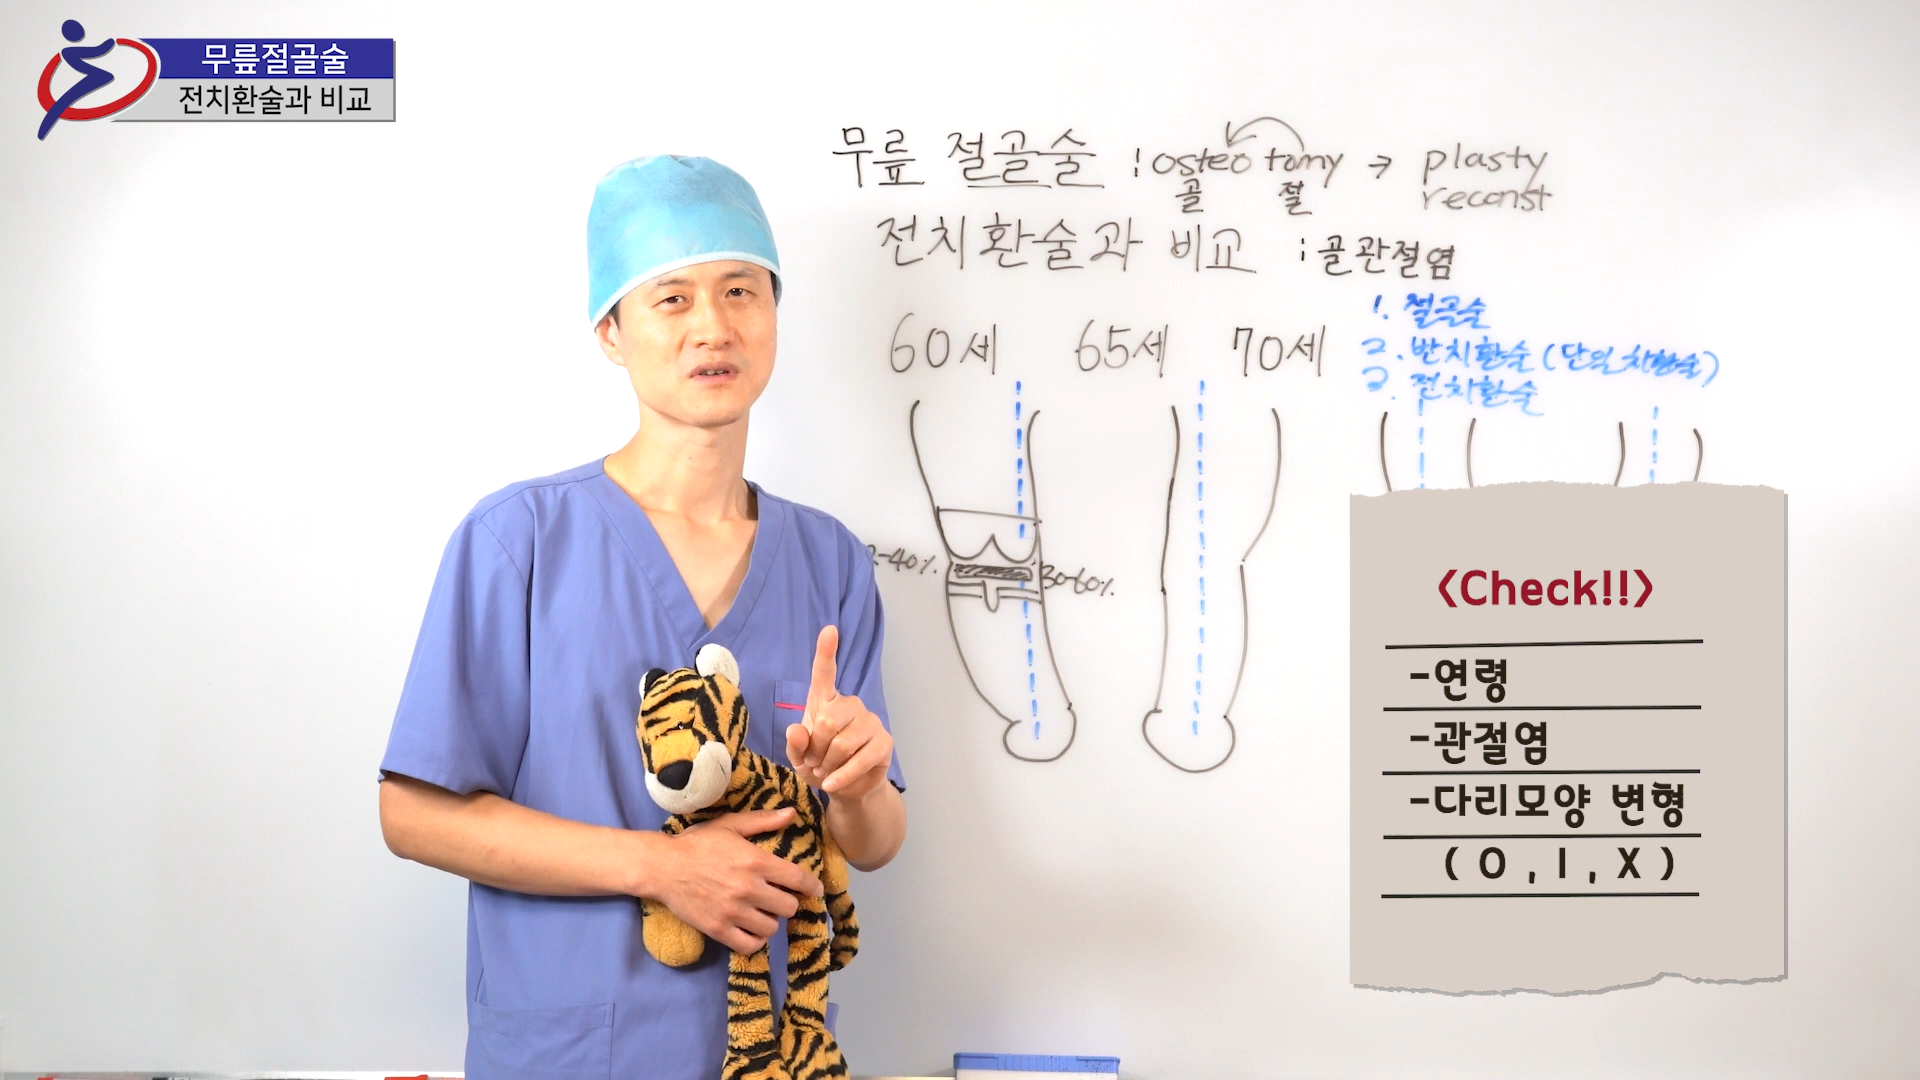 무릎절골술
전치환술과 비교
무릎 절골술 : osteotomy → plasty
골 절 reconst
전치환술과 비교 : 골관절염
1. 절골술
2. 반치환술 (단일치환술)
3. 전치환술
60세 65세 70세
-40%. 30-60%.
<Check!!>
-연령
-관절염
-다리모양 변형
( O , I , X )